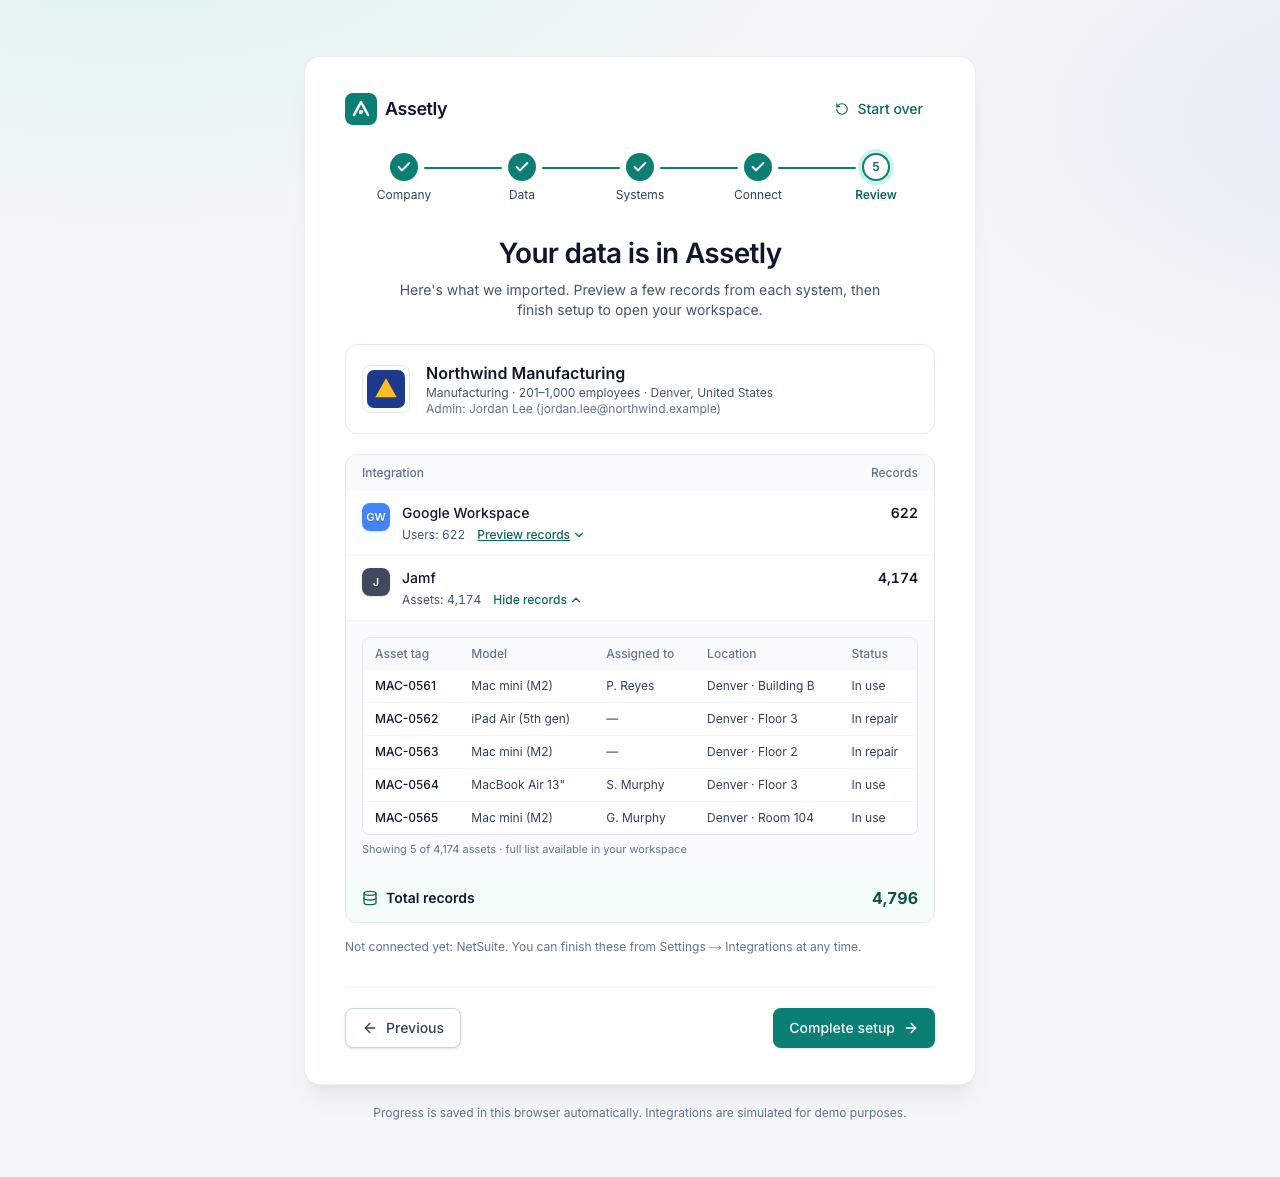 Assetly
Start over
5
Company Data Systems Connect Review
Your data is in Assetly
Here's what we imported. Preview a few records from each system, then
finish setup to open your workspace.
Northwind Manufacturing
Manufacturing · 201–1,000 employees · Denver, United States
Admin: Jordan Lee (jordan.lee@northwind.example)
Integration Records
GW Google Workspace 622
Users: 622 Preview records
J Jamf 4,174
Assets: 4,174 Hide records
Asset tag Model Assigned to Location Status
MAC-0561 Mac mini (M2) P. Reyes Denver · Building B In use
MAC-0562 iPad Air (5th gen) — Denver · Floor 3 In repair
MAC-0563 Mac mini (M2) — Denver · Floor 2 In repair
MAC-0564 MacBook Air 13" S. Murphy Denver · Floor 3 In use
MAC-0565 Mac mini (M2) G. Murphy Denver · Room 104 In use
Showing 5 of 4,174 assets · full list available in your workspace
Total records 4,796
Not connected yet: NetSuite. You can finish these from Settings → Integrations at any time.
← Previous
Complete setup →
Progress is saved in this browser automatically. Integrations are simulated for demo purposes.